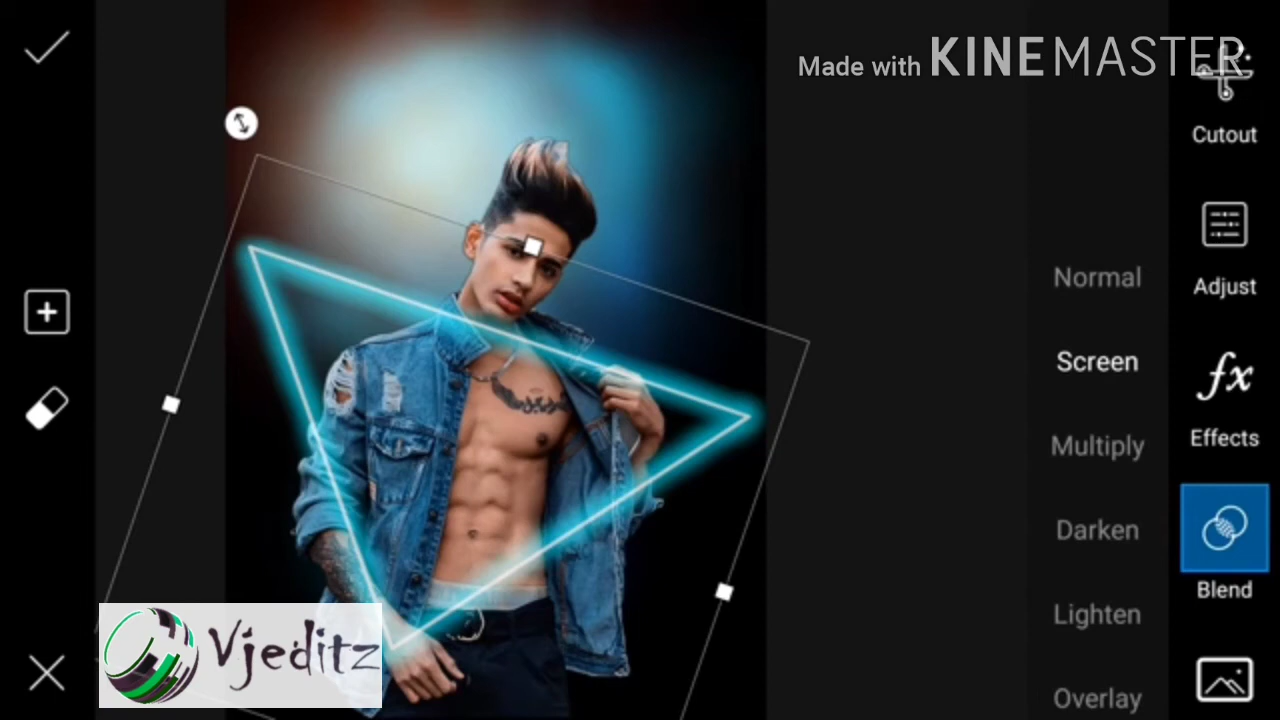 Made with KINEMASTER
Cutout
Adjust
Normal
Screen
Effects
Multiply
Darken
Blend
Lighten
Overlay
Vjeditz